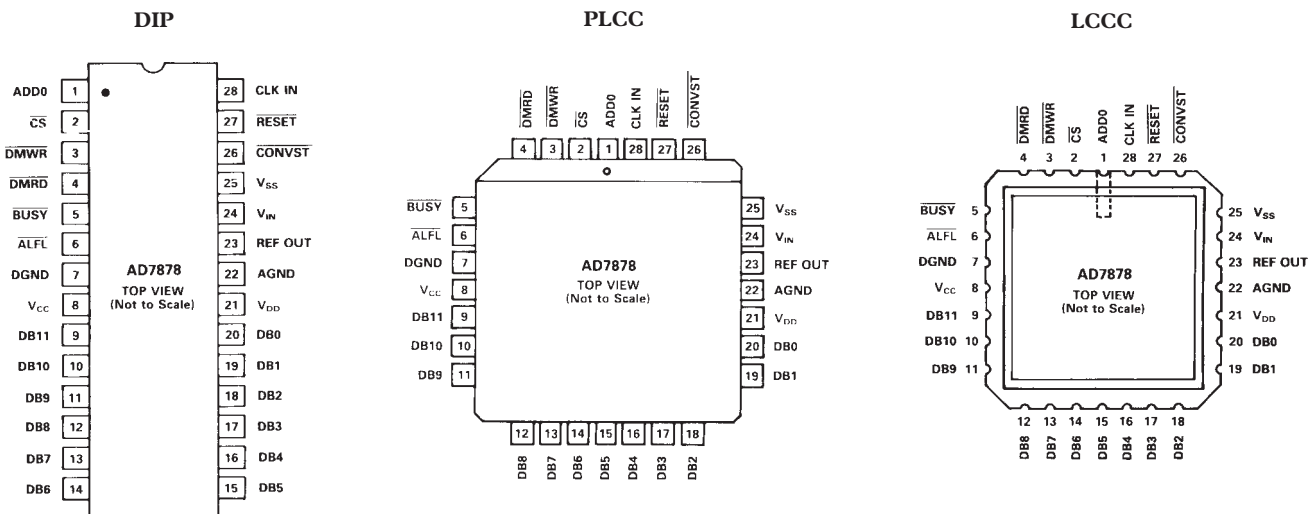 DIP
ADD0 1
CS 2
DMWR 3
DMRD 4
BUSY 5
ALFL 6
DGND 7
VCC 8
DB11 9
DB10 10
DB9 11
DB8 12
DB7 13
DB6 14
28 CLK IN
27 RESET
26 CONVST
25 VSS
24 VIN
23 REF OUT
22 AGND
21 VDD
20 DB0
19 DB1
18 DB2
17 DB3
16 DB4
15 DB5
AD7878
TOP VIEW
(Not to Scale)
PLCC
DMRD DMWR CS ADD0 CLK IN RESET CONVST
4 3 2 1 28 27 26
BUSY 5
ALFL 6
DGND 7
VCC 8
DB11 9
DB10 10
DB9 11
25 VSS
24 VIN
23 REF OUT
22 AGND
21 VDD
20 DB0
19 DB1
AD7878
TOP VIEW
(Not to Scale)
12 13 14 15 16 17 18
DB8 DB7 DB6 DB5 DB4 DB3 DB2
LCCC
DMRD DMWR CS ADD0 CLK IN RESET CONVST
4 3 2 1 28 27 26
BUSY 5
ALFL 6
DGND 7
VCC 8
DB11 9
DB10 10
DB9 11
25 VSS
24 VIN
23 REF OUT
22 AGND
21 VDD
20 DB0
19 DB1
AD7878
TOP VIEW
(Not to Scale)
12 13 14 15 16 17 18
DB8 DB7 DB6 DB5 DB4 DB3 DB2